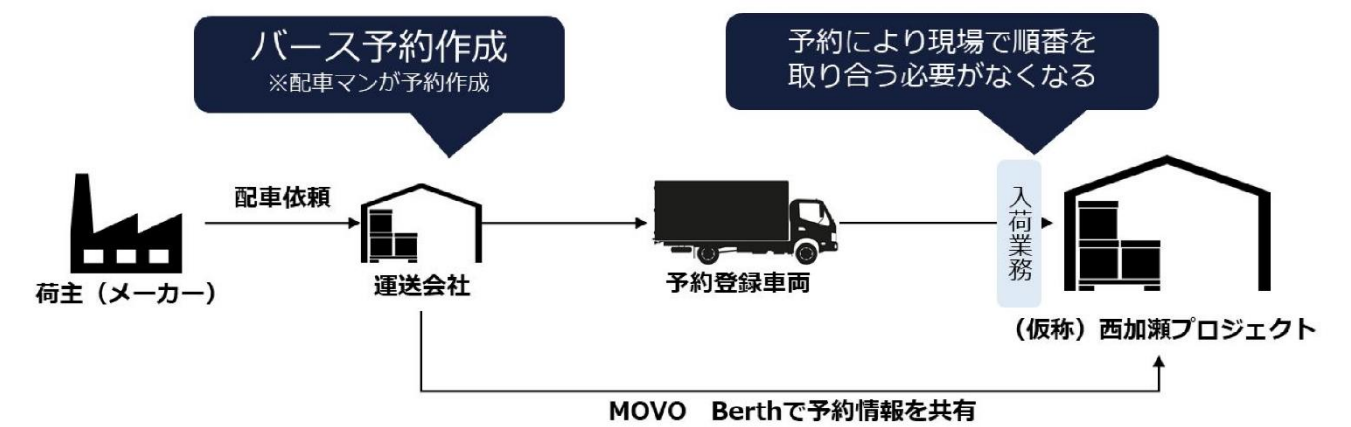 バース予約作成
※配車マンが予約作成
予約により現場で順番を
取り合う必要がなくなる
配車依頼
入荷業務
荷主（メーカー）
運送会社
予約登録車両
（仮称）西加瀬プロジェクト
MOVO　Berthで予約情報を共有